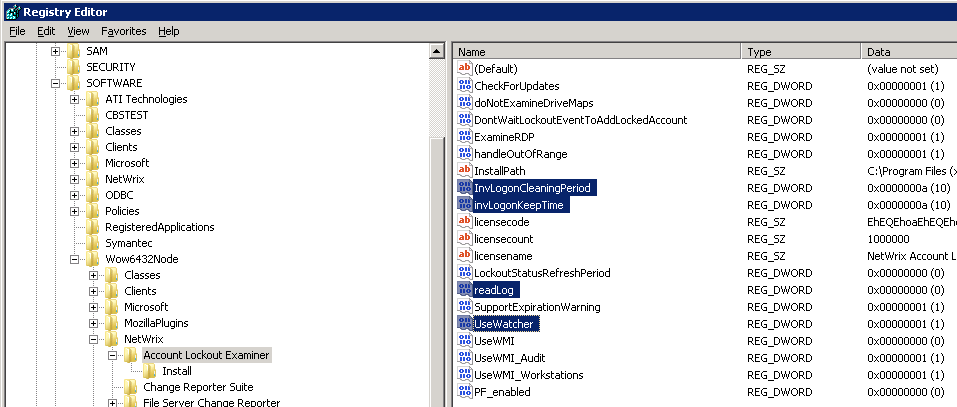 Registry Editor
File Edit View Favorites Help
SAM
SECURITY
SOFTWARE
ATI Technologies
CBSTEST
Classes
Clients
Microsoft
NetWrix
ODBC
Policies
RegisteredApplications
Symantec
Wow6432Node
Classes
Clients
Microsoft
MozillaPlugins
NetWrix
Account Lockout Examiner
Install
Change Reporter Suite
File Server Change Reporter
Name Type Data
(Default) REG_SZ (value not set)
CheckForUpdates REG_DWORD 0x00000001 (1)
doNotExamineDriveMaps REG_DWORD 0x00000000 (0)
DontWaitLockoutEventToAddLockedAccount REG_DWORD 0x00000000 (0)
ExamineRDP REG_DWORD 0x00000001 (1)
handleOutOfRange REG_DWORD 0x00000001 (1)
InstallPath REG_SZ C:\Program Files (x
InvLogonCleaningPeriod REG_DWORD 0x0000000a (10)
invLogonKeepTime REG_DWORD 0x0000000a (10)
licensecode REG_SZ EhEQEhoaEhEQEh
licensecount REG_SZ 1000000
licensename REG_SZ NetWrix Account L
LockoutStatusRefreshPeriod REG_DWORD 0x00000000 (0)
readLog REG_DWORD 0x00000000 (0)
SupportExpirationWarning REG_DWORD 0x00000001 (1)
UseWatcher REG_DWORD 0x00000001 (1)
UseWMI REG_DWORD 0x00000000 (0)
UseWMI_Audit REG_DWORD 0x00000001 (1)
UseWMI_Workstations REG_DWORD 0x00000001 (1)
PF_enabled REG_DWORD 0x00000000 (0)